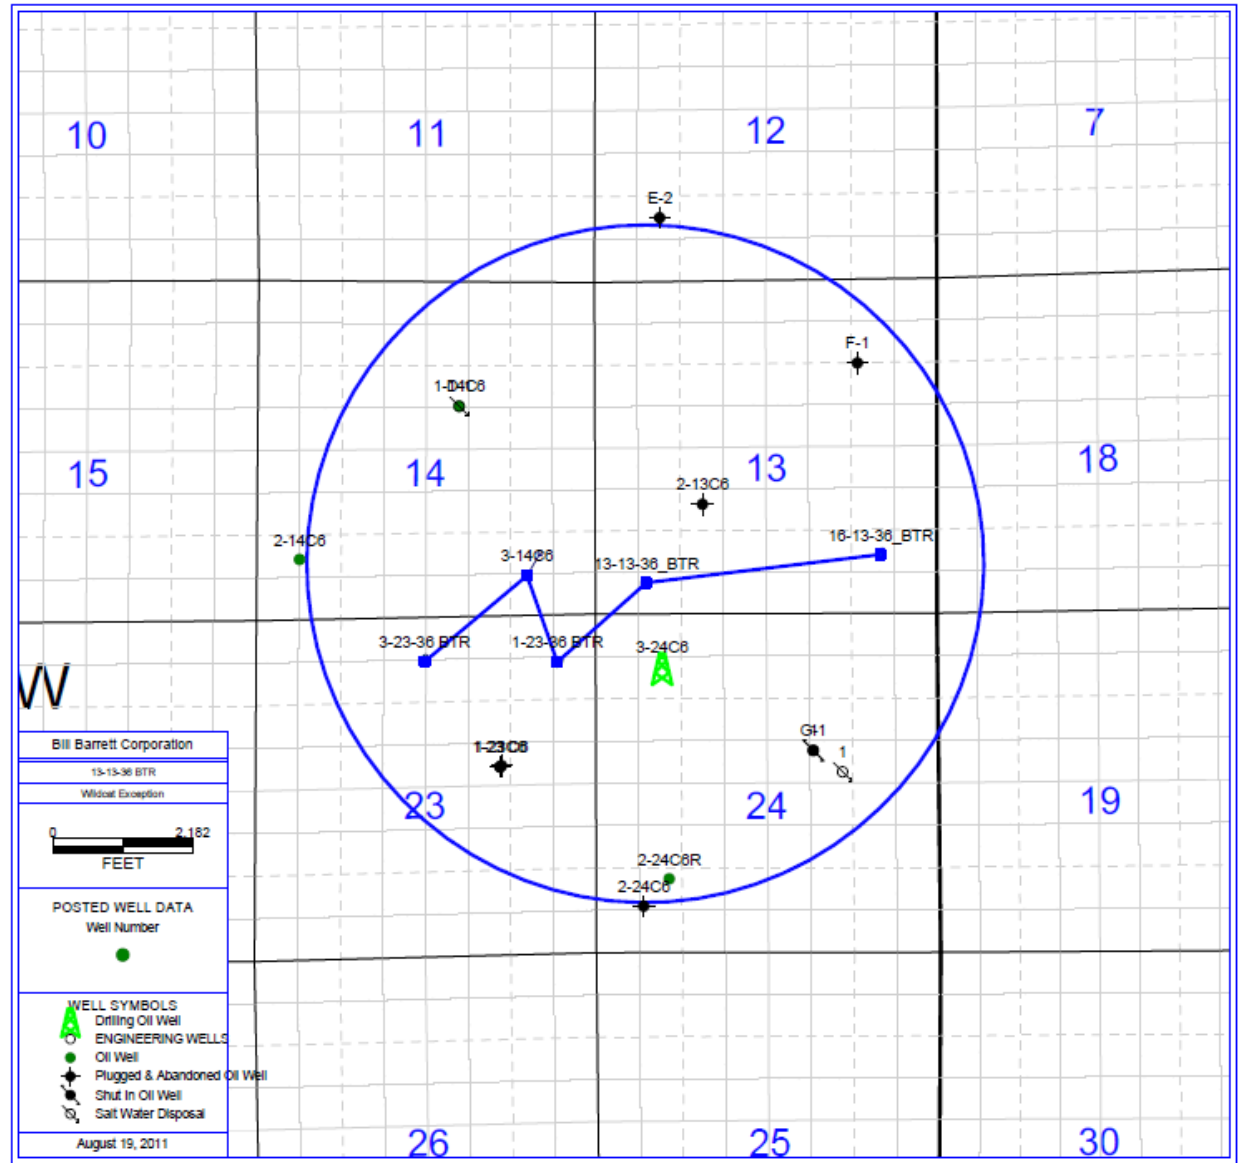 10
11
12
7
E-2
F-1
15
14
13
18
2-13C6
2-14C6
16-13-36_BTR
13-13-36_BTR
3-23-36 BTR
1-23-36 BTR
3-24C6
W
1
23
24
19
2-24C6R
2-24C6
26
25
30
Bill Barrett Corporation
13-13-36 BTR
Wildcat Exception
0 2,182
FEET
POSTED WELL DATA
Well Number
WELL SYMBOLS
Drilling Oil Well
ENGINEERING WELLS
Oil Well
Plugged & Abandoned Oil Well
Shut In Oil Well
Salt Water Disposal
August 19, 2011